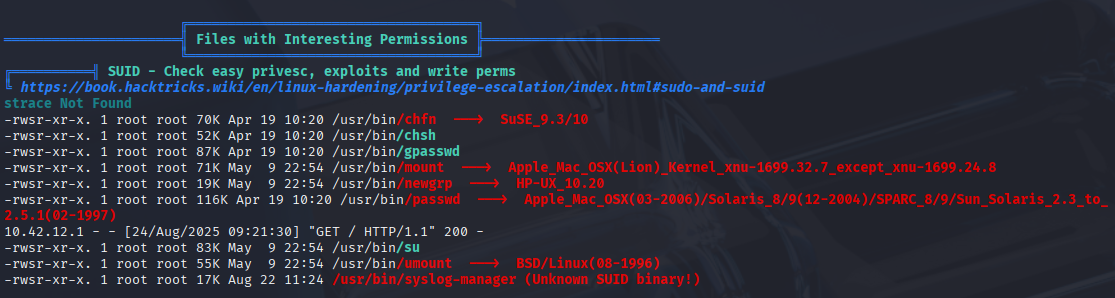 Files with Interesting Permissions
SUID - Check easy privesc, exploits and write perms
https://book.hacktricks.wiki/en/linux-hardening/privilege-escalation/index.html#sudo-and-suid
strace Not Found
-rwsr-xr-x. 1 root root 70K Apr 19 10:20 /usr/bin/chfn  --->  SuSE_9.3/10
-rwsr-xr-x. 1 root root 52K Apr 19 10:20 /usr/bin/chsh
-rwsr-xr-x. 1 root root 87K Apr 19 10:20 /usr/bin/gpasswd
-rwsr-xr-x. 1 root root 71K May  9 22:54 /usr/bin/mount  --->  Apple_Mac_OSX(Lion)_Kernel_xnu-1699.32.7_except_xnu-1699.24.8
-rwsr-xr-x. 1 root root 19K May  9 22:54 /usr/bin/newgrp  --->  HP-UX_10.20
-rwsr-xr-x. 1 root root 116K Apr 19 10:20 /usr/bin/passwd  --->  Apple_Mac_OSX(03-2006)/Solaris_8/9(12-2004)/SPARC_8/9/Sun_Solaris_2.3_to_
2.5.1(02-1997)
10.42.12.1 - - [24/Aug/2025 09:21:30] "GET / HTTP/1.1" 200 -
-rwsr-xr-x. 1 root root 83K May  9 22:54 /usr/bin/su
-rwsr-xr-x. 1 root root 55K May  9 22:54 /usr/bin/umount  --->  BSD/Linux(08-1996)
-rwsr-xr-x. 1 root root 17K Aug 22 11:24 /usr/bin/syslog-manager (Unknown SUID binary!)